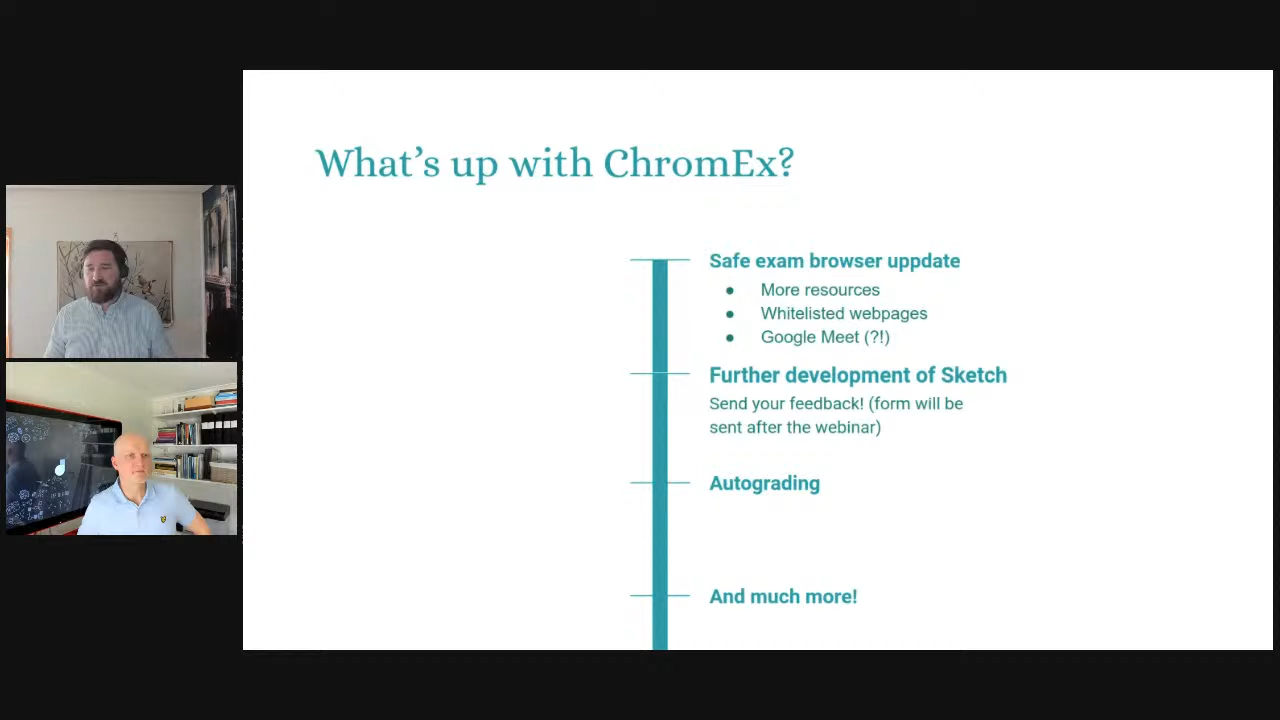 What's up with ChromEx?
Safe exam browser uppdate
● More resources
● Whitelisted webpages
● Google Meet (?!)
Further development of Sketch
Send your feedback! (form will be
sent after the webinar)
Autograding
And much more!